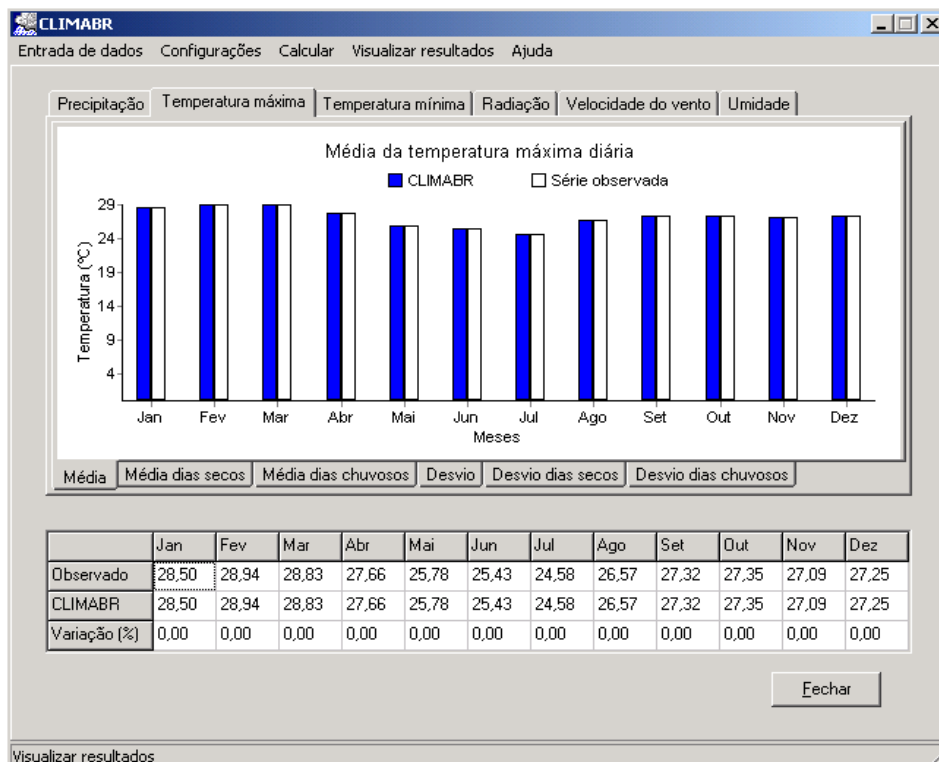 CLIMABR
Entrada de dados Configurações Calcular Visualizar resultados Ajuda
Precipitação Temperatura máxima Temperatura mínima Radiação Velocidade do vento Umidade
Média da temperatura máxima diária
CLIMABR Série observada
Temperatura (ºC)
29
24
19
14
9
4
Jan Fev Mar Abr Mai Jun Jul Ago Set Out Nov Dez
Meses
Média Média dias secos Média dias chuvosos Desvio Desvio dias secos Desvio dias chuvosos
Jan Fev Mar Abr Mai Jun Jul Ago Set Out Nov Dez
Observado 28,50 28,94 28,83 27,66 25,78 25,43 24,58 26,57 27,32 27,35 27,09 27,25
CLIMABR 28,50 28,94 28,83 27,66 25,78 25,43 24,58 26,57 27,32 27,35 27,09 27,25
Variação (%) 0,00 0,00 0,00 0,00 0,00 0,00 0,00 0,00 0,00 0,00 0,00 0,00
Fechar
Visualizar resultados